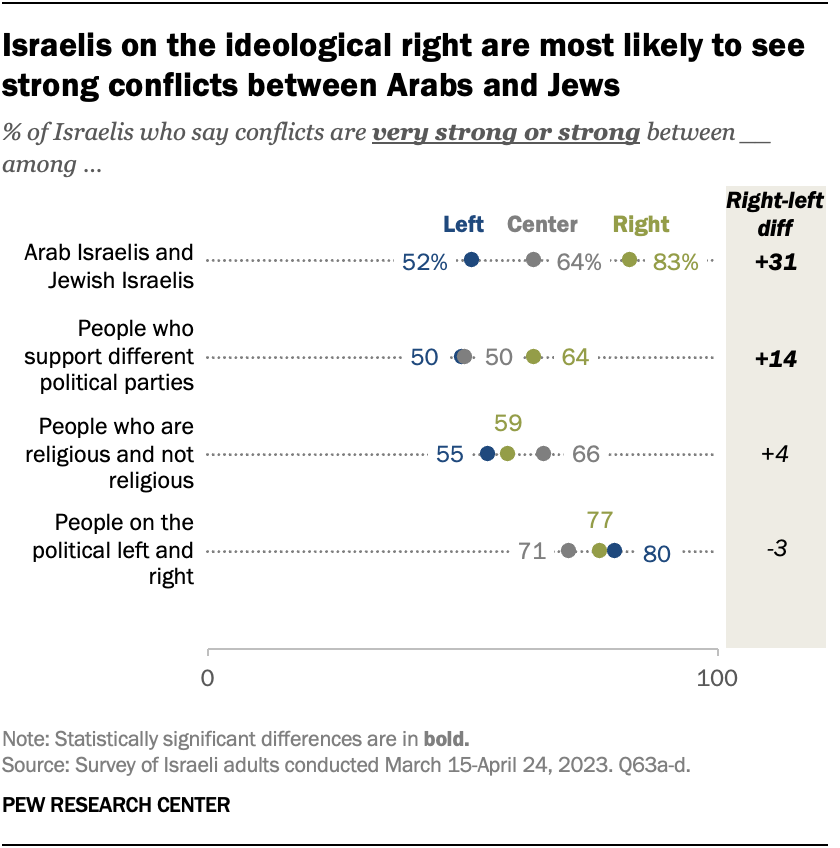 Israelis on the ideological right are most likely to see
strong conflicts between Arabs and Jews
% of Israelis who say conflicts are very strong or strong between __
among ...
Right-left
diff
Left Center Right
Arab Israelis and
Jewish Israelis
52% 64% 83% +31
People who
support different
political parties
50 50 64 +14
People who are
religious and not
religious
59
55 66 +4
People on the
political left and
right
77
71 80 -3
0 100
Note: Statistically significant differences are in bold.
Source: Survey of Israeli adults conducted March 15-April 24, 2023. Q63a-d.
PEW RESEARCH CENTER